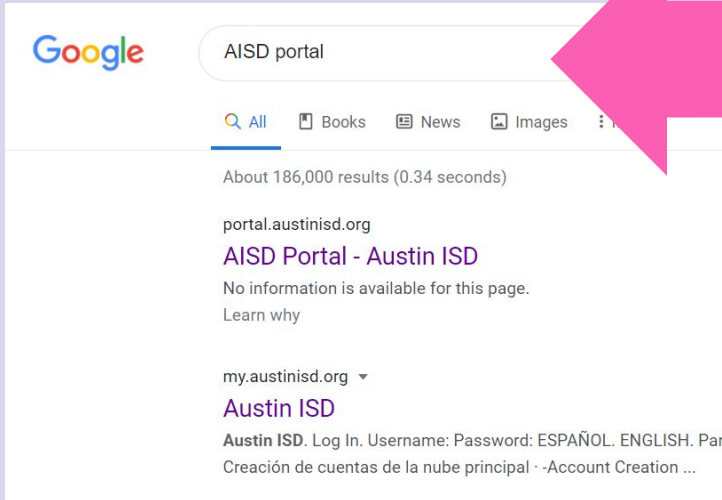 Google
AISD portal
All Books News Images
About 186,000 results (0.34 seconds)
portal.austinisd.org
AISD Portal - Austin ISD
No information is available for this page.
Learn why
my.austinisd.org
Austin ISD
Austin ISD. Log In. Username: Password: ESPAÑOL. ENGLISH. Par
Creación de cuentas de la nube principal · -Account Creation ...